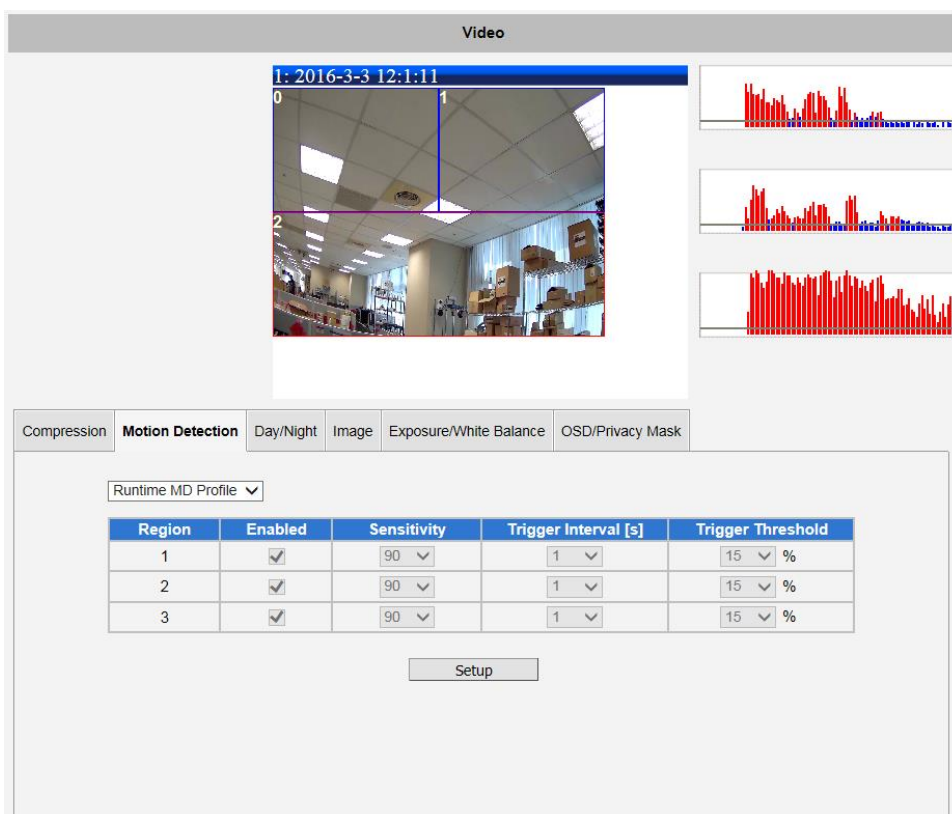 Video
1: 2016-3-3 12:1:11
0 1
2
Compression Motion Detection Day/Night Image Exposure/White Balance OSD/Privacy Mask
Runtime MD Profile
Region Enabled Sensitivity Trigger Interval [s] Trigger Threshold
1 90 1 15 %
2 90 1 15 %
3 90 1 15 %
Setup